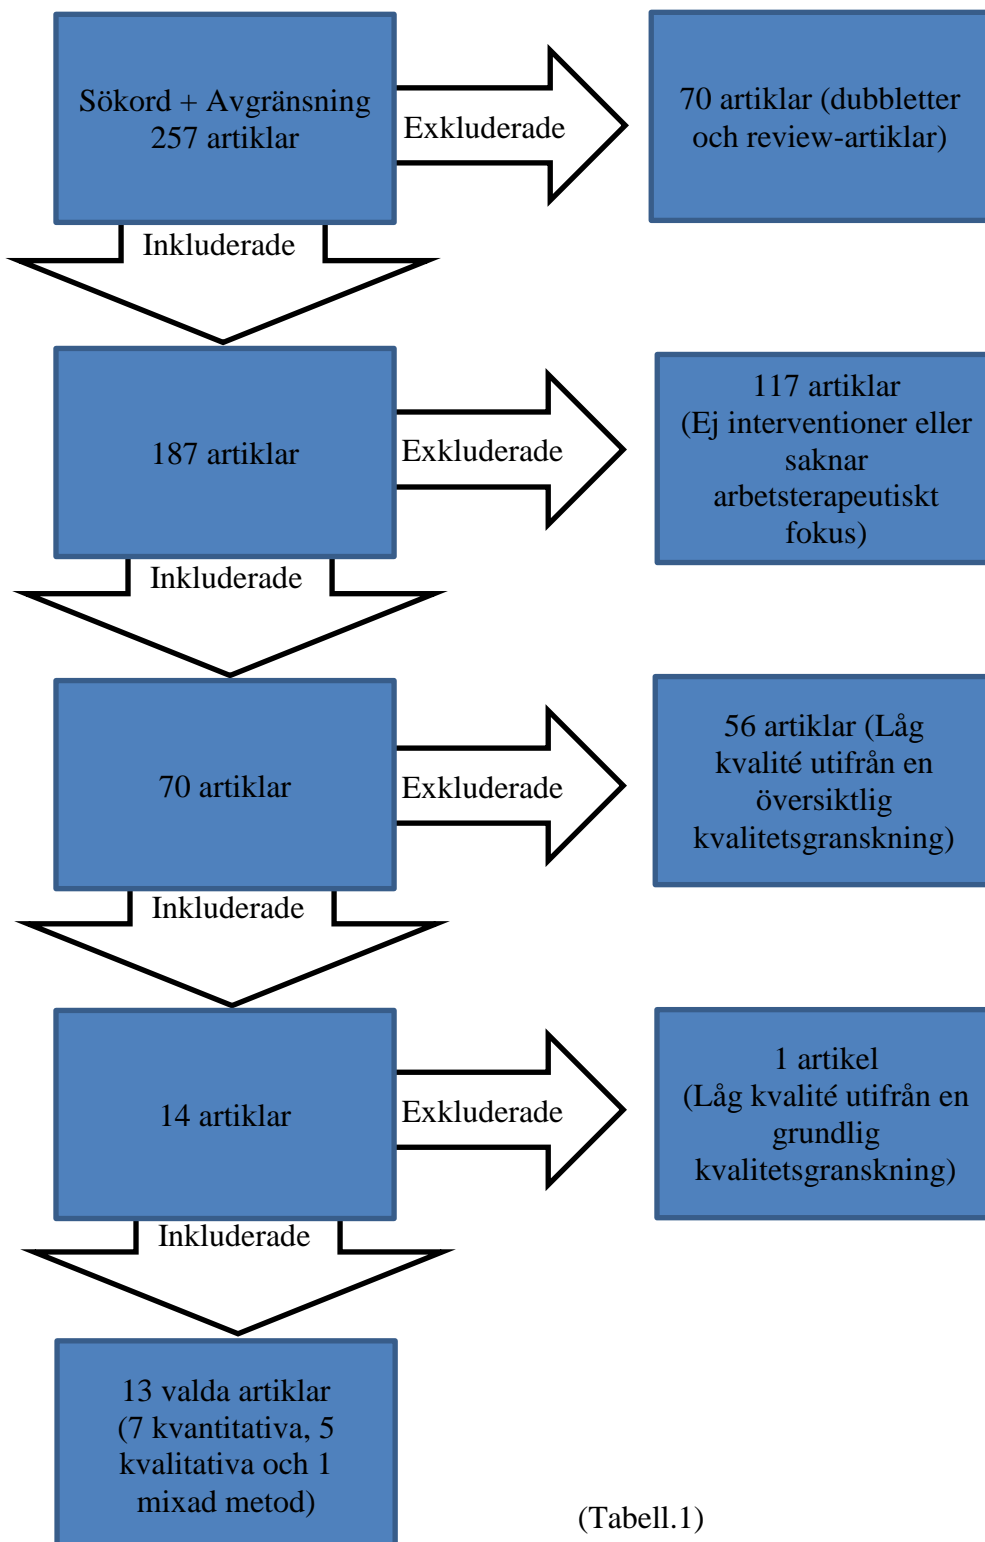 Sökord + Avgränsning
257 artiklar
Exkluderade
70 artiklar (dubbletter
och review-artiklar)
Inkluderade
187 artiklar
Exkluderade
117 artiklar
(Ej interventioner eller
saknar
arbetsterapeutiskt
fokus)
Inkluderade
70 artiklar
Exkluderade
56 artiklar (Låg
kvalité utifrån en
översiktlig
kvalitetsgranskning)
Inkluderade
14 artiklar
Exkluderade
1 artikel
(Låg kvalité utifrån en
grundlig
kvalitetsgranskning)
Inkluderade
13 valda artiklar
(7 kvantitativa, 5
kvalitativa och 1
mixad metod)
(Tabell.1)